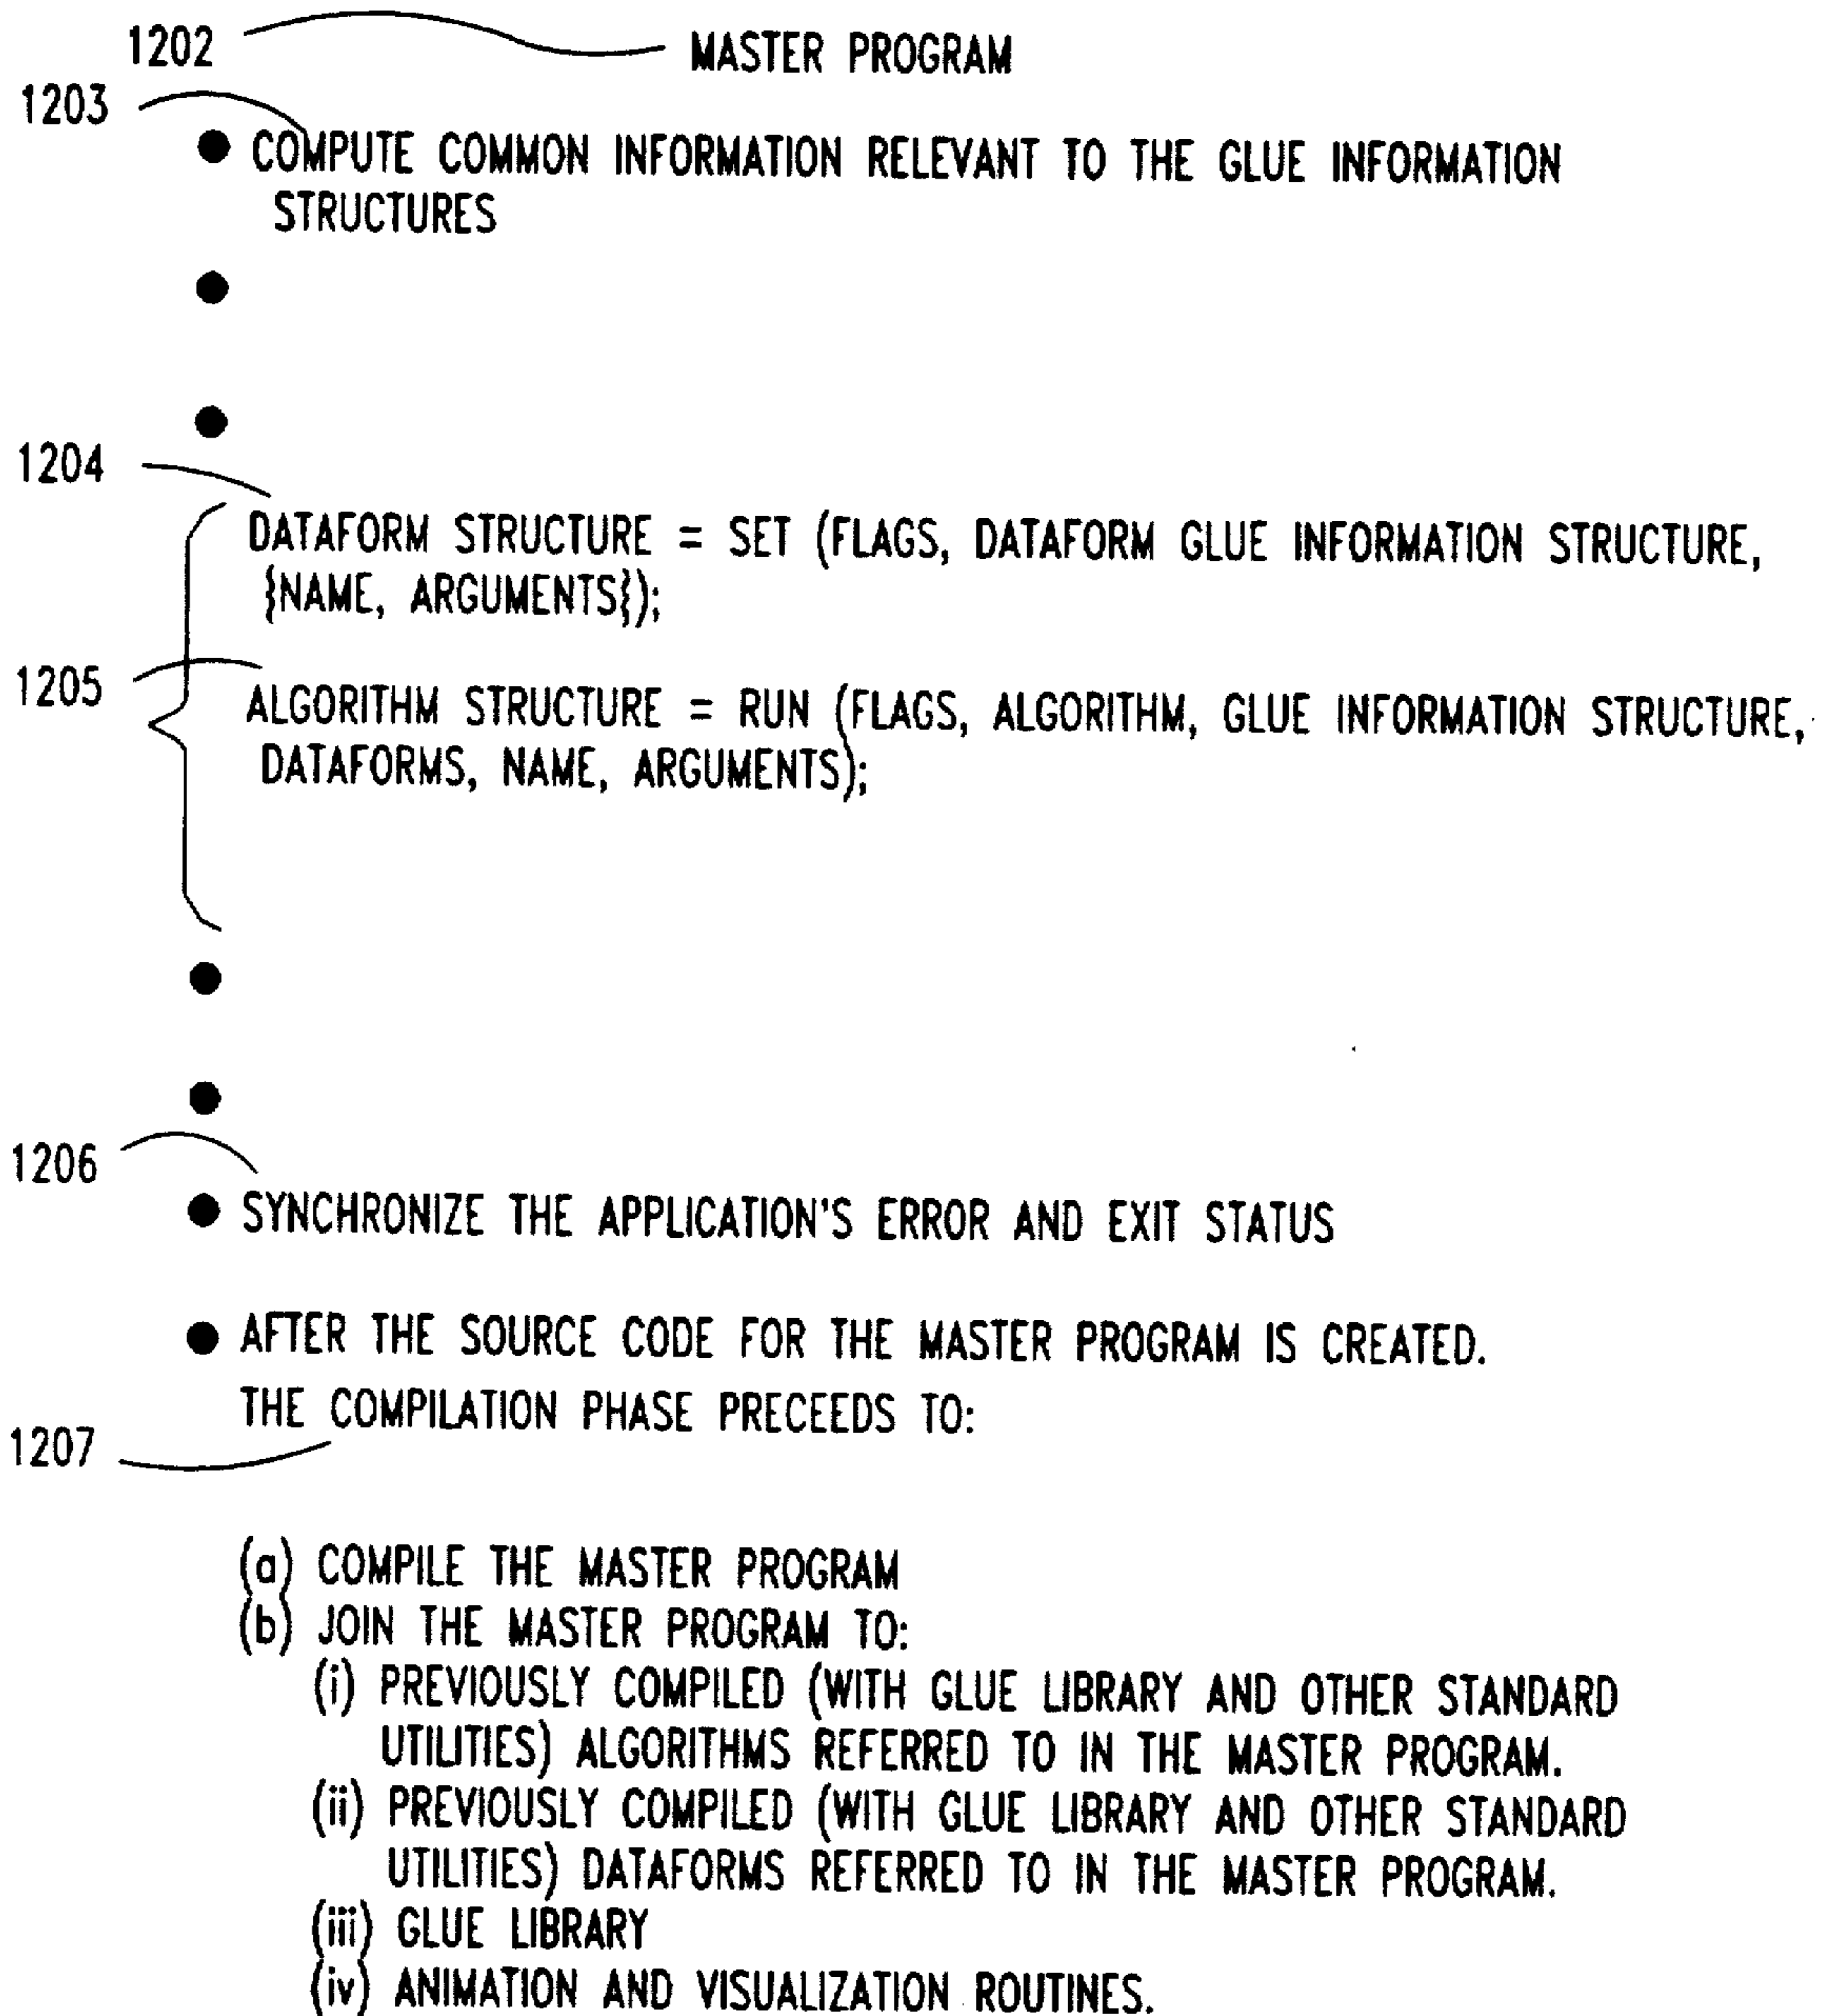 1202 MASTER PROGRAM
1203
● COMPUTE COMMON INFORMATION RELEVANT TO THE GLUE INFORMATION
STRUCTURES
●
●
1204
DATAFORM STRUCTURE = SET (FLAGS, DATAFORM GLUE INFORMATION STRUCTURE,
{NAME, ARGUMENTS{);
1205
ALGORITHM STRUCTURE = RUN (FLAGS, ALGORITHM, GLUE INFORMATION STRUCTURE,
DATAFORMS, NAME, ARGUMENTS);
●
●
1206
● SYNCHRONIZE THE APPLICATION'S ERROR AND EXIT STATUS
● AFTER THE SOURCE CODE FOR THE MASTER PROGRAM IS CREATED.
THE COMPILATION PHASE PRECEEDS TO:
1207
(a) COMPILE THE MASTER PROGRAM
(b) JOIN THE MASTER PROGRAM TO:
(i) PREVIOUSLY COMPILED (WITH GLUE LIBRARY AND OTHER STANDARD
UTILITIES) ALGORITHMS REFERRED TO IN THE MASTER PROGRAM.
(ii) PREVIOUSLY COMPILED (WITH GLUE LIBRARY AND OTHER STANDARD
UTILITIES) DATAFORMS REFERRED TO IN THE MASTER PROGRAM.
(iii) GLUE LIBRARY
(iv) ANIMATION AND VISUALIZATION ROUTINES.